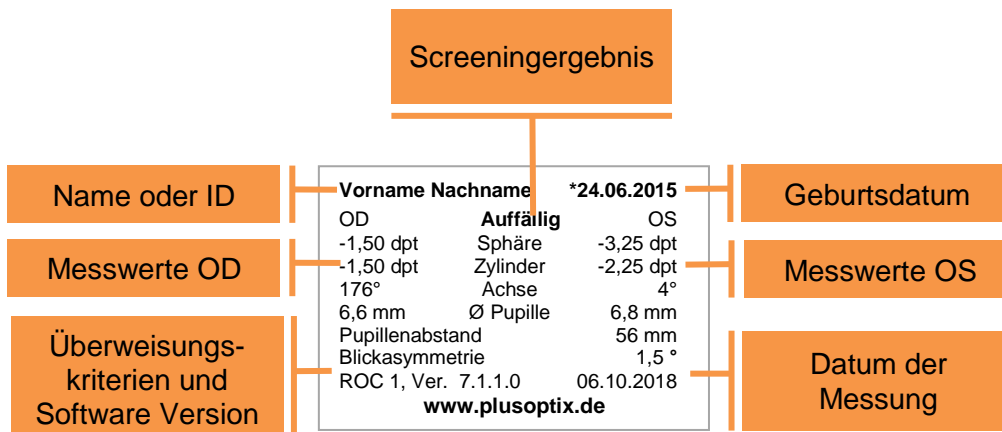 Screeningergebnis
Name oder ID
Messwerte OD
Überweisungs-
kriterien und
Software Version
Vorname Nachname *24.06.2015
OD Auffällig OS
-1,50 dpt Sphäre -3,25 dpt
-1,50 dpt Zylinder -2,25 dpt
176° Achse 4°
6,6 mm Ø Pupille 6,8 mm
Pupillenabstand 56 mm
Blickasymmetrie 1,5 °
ROC 1, Ver. 7.1.1.0 06.10.2018
www.plusoptix.de
Geburtsdatum
Messwerte OS
Datum der
Messung